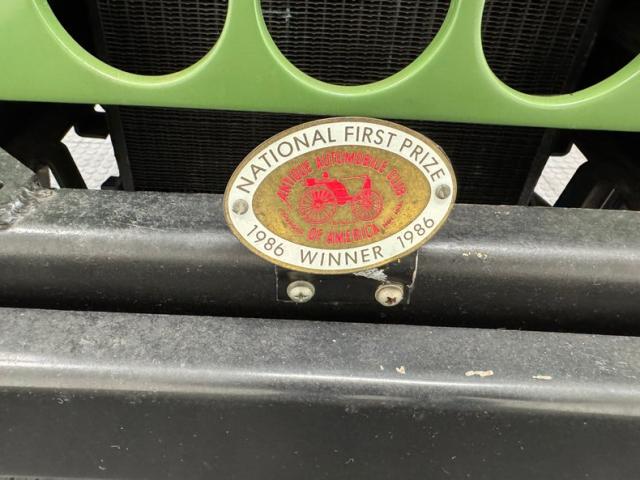 NATIONAL FIRST PRIZE
ANTIQUE AUTOMOBILE CLUB
OF AMERICA
1986 WINNER 1986